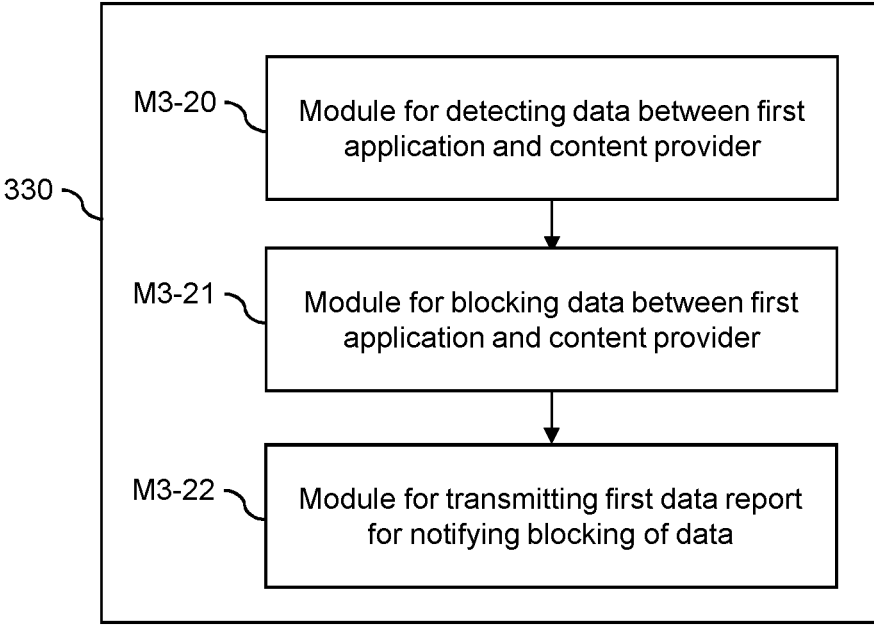 M3-20
Module for detecting data between first
application and content provider
330
M3-21
Module for blocking data between first
application and content provider
M3-22
Module for transmitting first data report
for notifying blocking of data